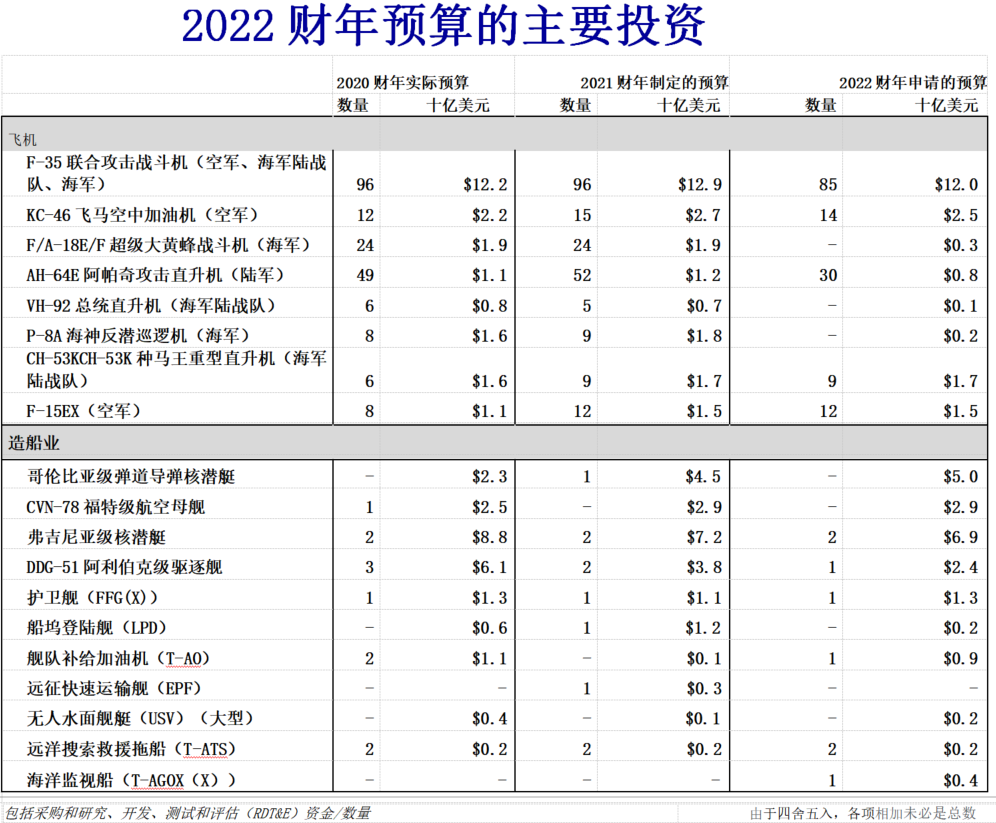 2022 财年预算的主要投资
2020 财年实际预算 2021 财年制定的预算 2022 财年申请的预算
数量 十亿美元 数量 十亿美元 数量 十亿美元
飞机
F-35 联合攻击战斗机（空军、海军陆战
队、海军） 96 $12.2 96 $12.9 85 $12.0
KC-46 飞马空中加油机（空军） 12 $2.2 15 $2.7 14 $2.5
F/A-18E/F 超级大黄蜂战斗机（海军） 24 $1.9 24 $1.9 – $0.3
AH-64E 阿帕奇攻击直升机（陆军） 49 $1.1 52 $1.2 30 $0.8
VH-92 总统直升机（海军陆战队） 6 $0.8 5 $0.7 – $0.1
P-8A 海神反潜巡逻机（海军） 8 $1.6 9 $1.8 – $0.2
CH-53KCH-53K 种马王重型直升机（海军
陆战队） 6 $1.6 9 $1.7 9 $1.7
F-15EX（空军） 8 $1.1 12 $1.5 12 $1.5
造船业
哥伦比亚级弹道导弹核潜艇 – $2.3 1 $4.5 – $5.0
CVN-78 福特级航空母舰 1 $2.5 – $2.9 – $2.9
弗吉尼亚级核潜艇 2 $8.8 2 $7.2 2 $6.9
DDG-51 阿利伯克级驱逐舰 3 $6.1 2 $3.8 1 $2.4
护卫舰（FFG(X)） 1 $1.3 1 $1.1 1 $1.3
船坞登陆舰（LPD） – $0.6 1 $1.2 – $0.2
舰队补给加油机（T-AO） 2 $1.1 – $0.1 1 $0.9
远征快速运输舰（EPF） – – 1 $0.3 – –
无人水面舰艇（USV）（大型） – $0.4 – $0.1 – $0.2
远洋搜索救援拖船（T-ATS） 2 $0.2 2 $0.2 2 $0.2
海洋监视船（T-AGOX（X）） – – – – 1 $0.4
包括采购和研究、开发、测试和评估（RDT&E）资金/数量 由于四舍五入，各项相加未必是总数